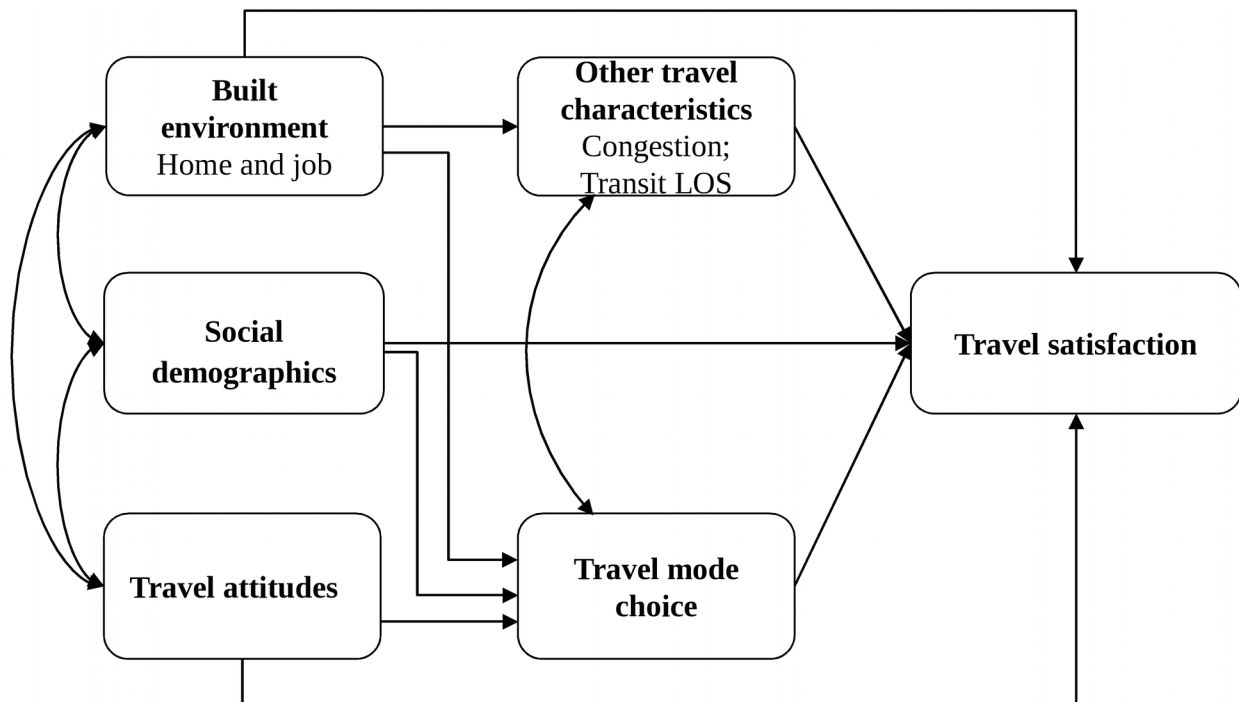 Built
environment
Home and job
Other travel
characteristics
Congestion;
Transit LOS
Social
demographics
Travel satisfaction
Travel attitudes
Travel mode
choice